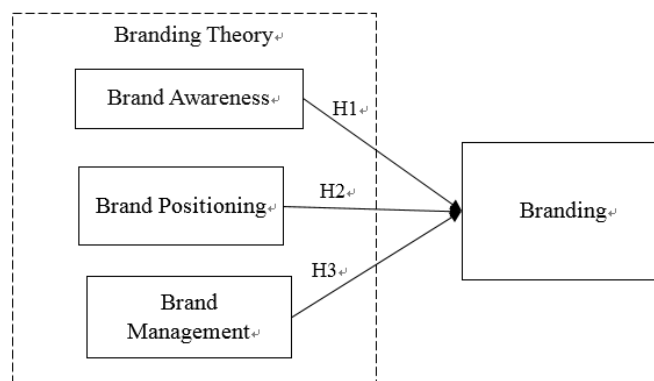 Branding Theory
Brand Awareness
H1
Brand Positioning
H2
Branding
H3
Brand
Management